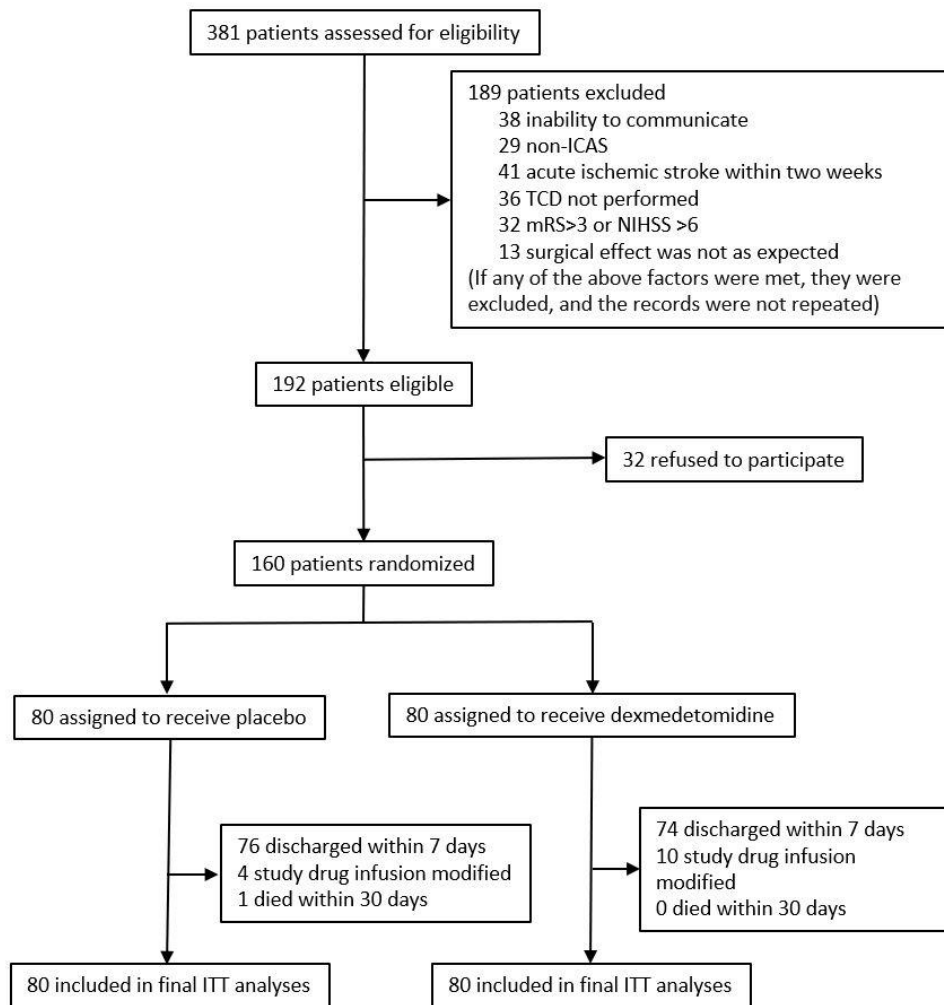 381 patients assessed for eligibility
189 patients excluded
38 inability to communicate
29 non-ICAS
41 acute ischemic stroke within two weeks
36 TCD not performed
32 mRS>3 or NIHSS >6
13 surgical effect was not as expected
(If any of the above factors were met, they were
excluded, and the records were not repeated)
192 patients eligible
32 refused to participate
160 patients randomized
80 assigned to receive placebo
80 assigned to receive dexmedetomidine
76 discharged within 7 days
4 study drug infusion modified
1 died within 30 days
74 discharged within 7 days
10 study drug infusion
modified
0 died within 30 days
80 included in final ITT analyses
80 included in final ITT analyses